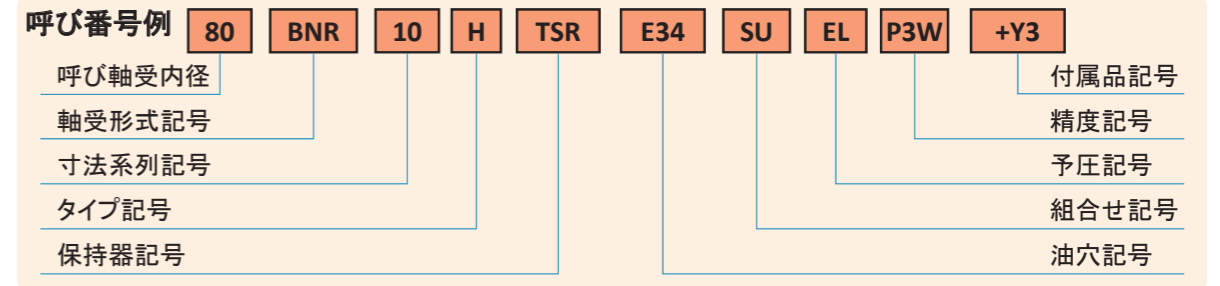 呼び番号例 80 BNR 10 H TSR E34 SU EL P3W +Y3
呼び軸受内径 付属品記号
軸受形式記号 精度記号
寸法系列記号 予圧記号
タイプ記号 組合せ記号
保持器記号 油穴記号